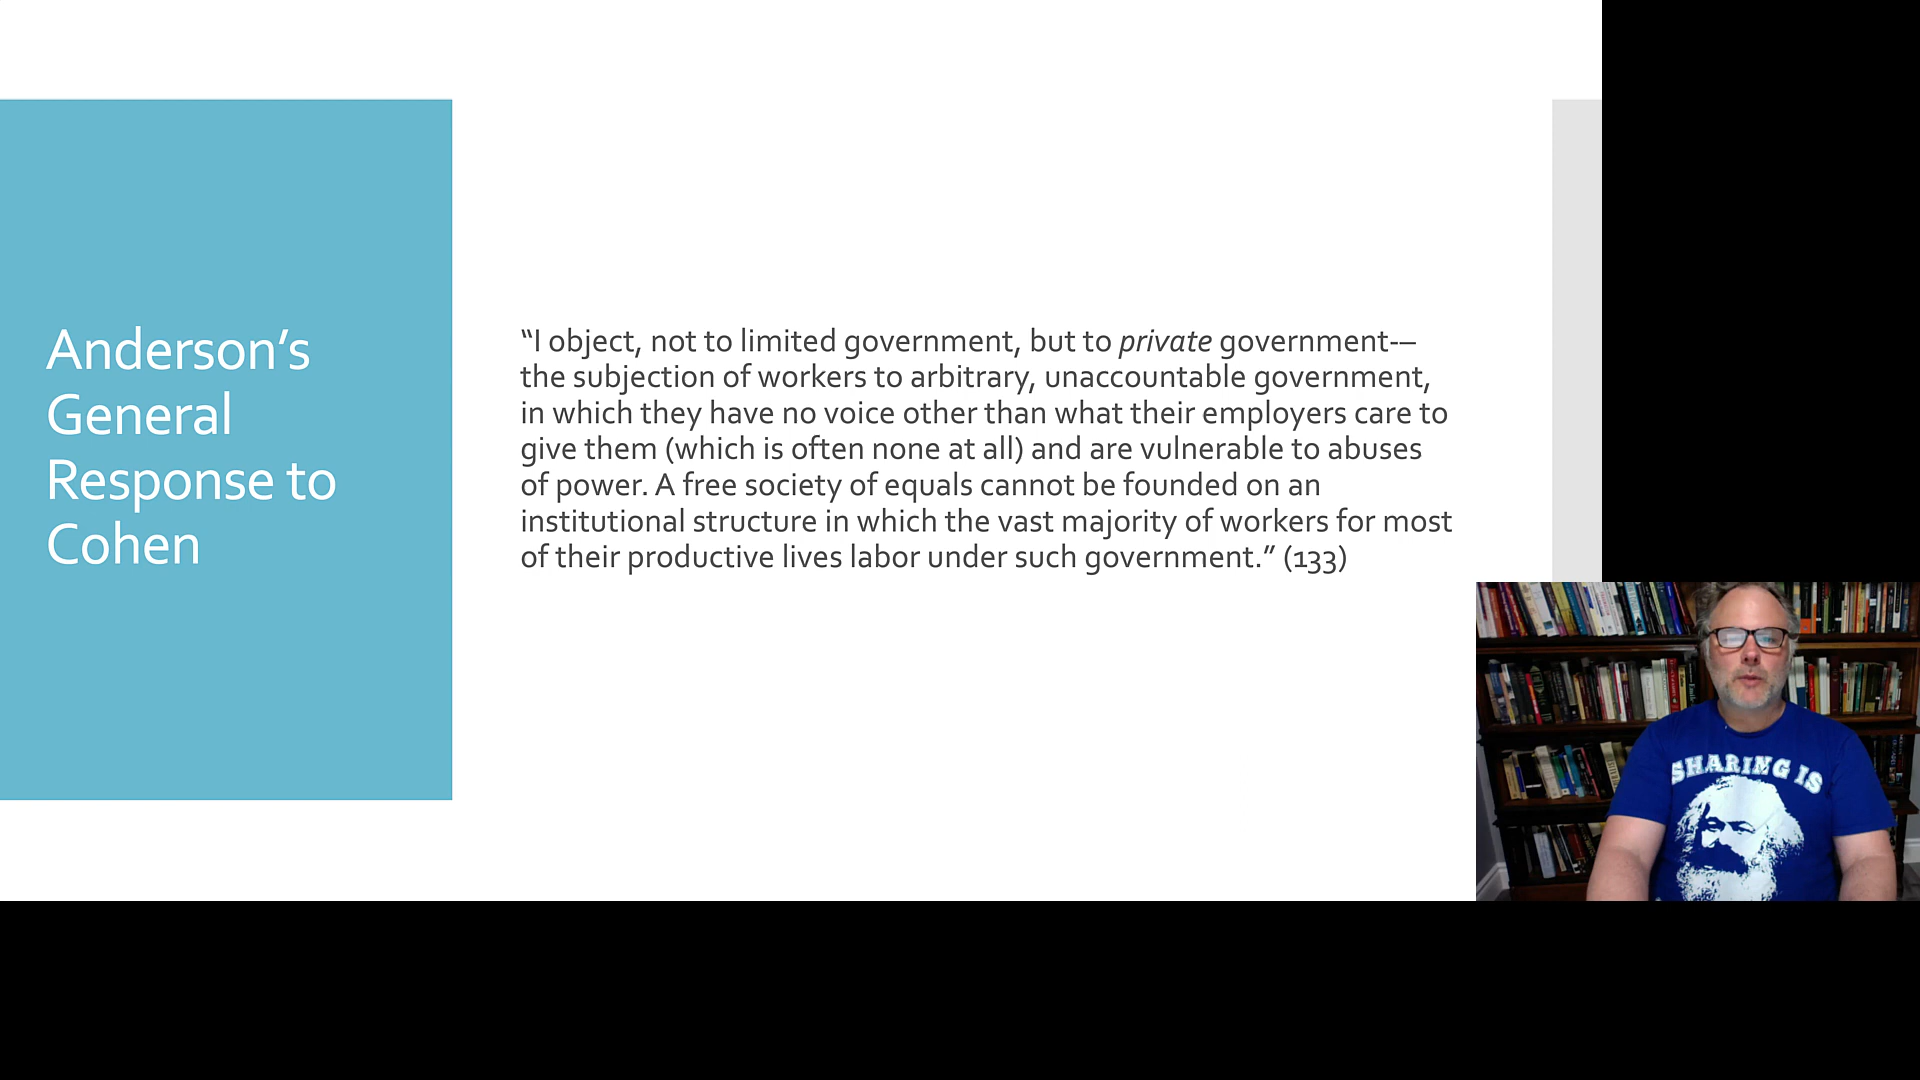 Anderson’s
General
Response to
Cohen
“I object, not to limited government, but to private government-–
the subjection of workers to arbitrary, unaccountable government,
in which they have no voice other than what their employers care to
give them (which is often none at all) and are vulnerable to abuses
of power. A free society of equals cannot be founded on an
institutional structure in which the vast majority of workers for most
of their productive lives labor under such government.” (133)
SHARING IS